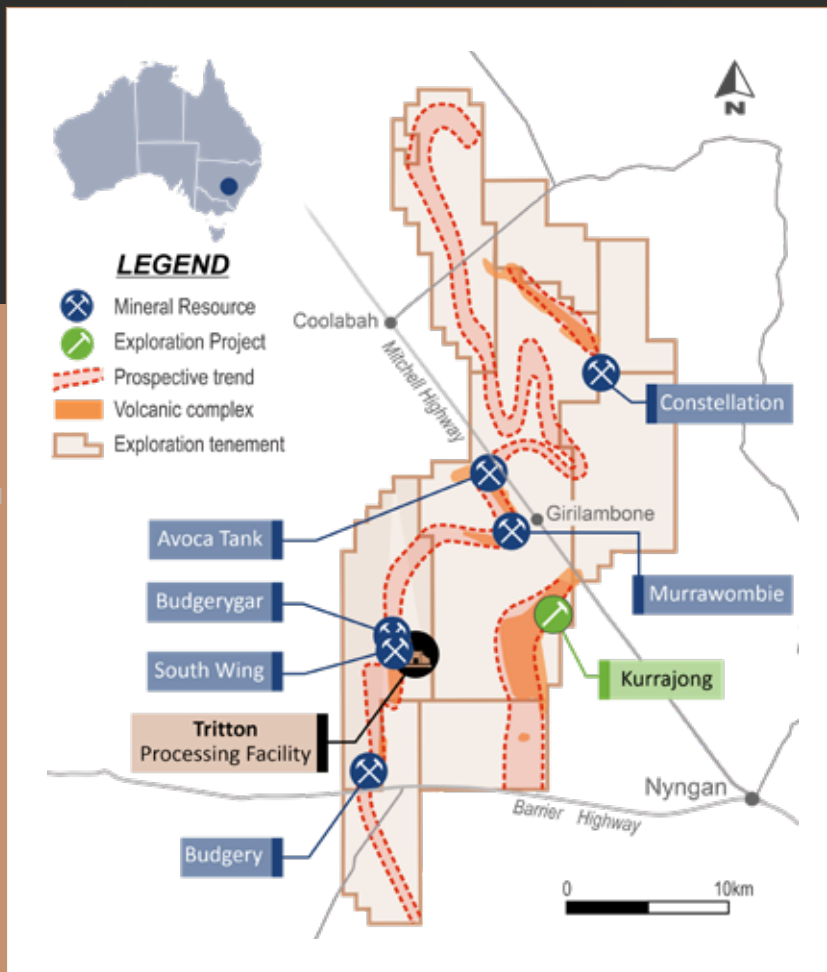 N
LEGEND
Mineral Resource
Exploration Project
Prospective trend
Volcanic complex
Exploration tenement
Coolabah
Mitchell Highway
Constellation
Avoca Tank
Girilambone
Budgerygar
Murrawombie
South Wing
Kurrajong
Tritton
Processing Facility
Nyngan
Barrier Highway
Budgery
0 10km